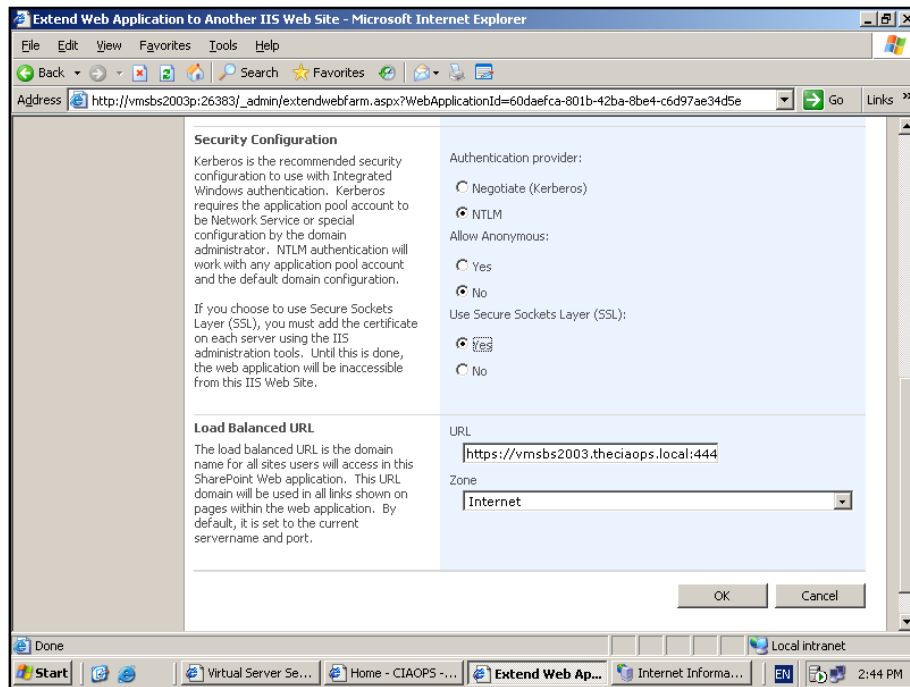 Extend Web Application to Another IIS Web Site - Microsoft Internet Explorer
File Edit View Favorites Tools Help
Back Search Favorites
Address http://vmsbs2003p:26383/_admin/extendwebfarm.aspx?WebApplicationId=60daefca-801b-42ba-8be4-c6d97ae34d5e Go Links »
Security Configuration
Kerberos is the recommended security
configuration to use with Integrated
Windows authentication. Kerberos
requires the application pool account to
be Network Service or special
configuration by the domain
administrator. NTLM authentication will
work with any application pool account
and the default domain configuration.
If you choose to use Secure Sockets
Layer (SSL), you must add the certificate
on each server using the IIS
administration tools. Until this is done,
the web application will be inaccessible
from this IIS Web Site.
Authentication provider:
Negotiate (Kerberos)
NTLM
Allow Anonymous:
Yes
No
Use Secure Sockets Layer (SSL):
Yes
No
Load Balanced URL
The load balanced URL is the domain
name for all sites users will access in this
SharePoint Web application. This URL
domain will be used in all links shown on
pages within the web application. By
default, it is set to the current
servername and port.
URL
https://vmsbs2003.theciaops.local:444
Zone
Internet
OK Cancel
Done Local intranet
Start Virtual Server Se... Home - CIAOPS -... Extend Web Ap... Internet Informa... EN 2:44 PM